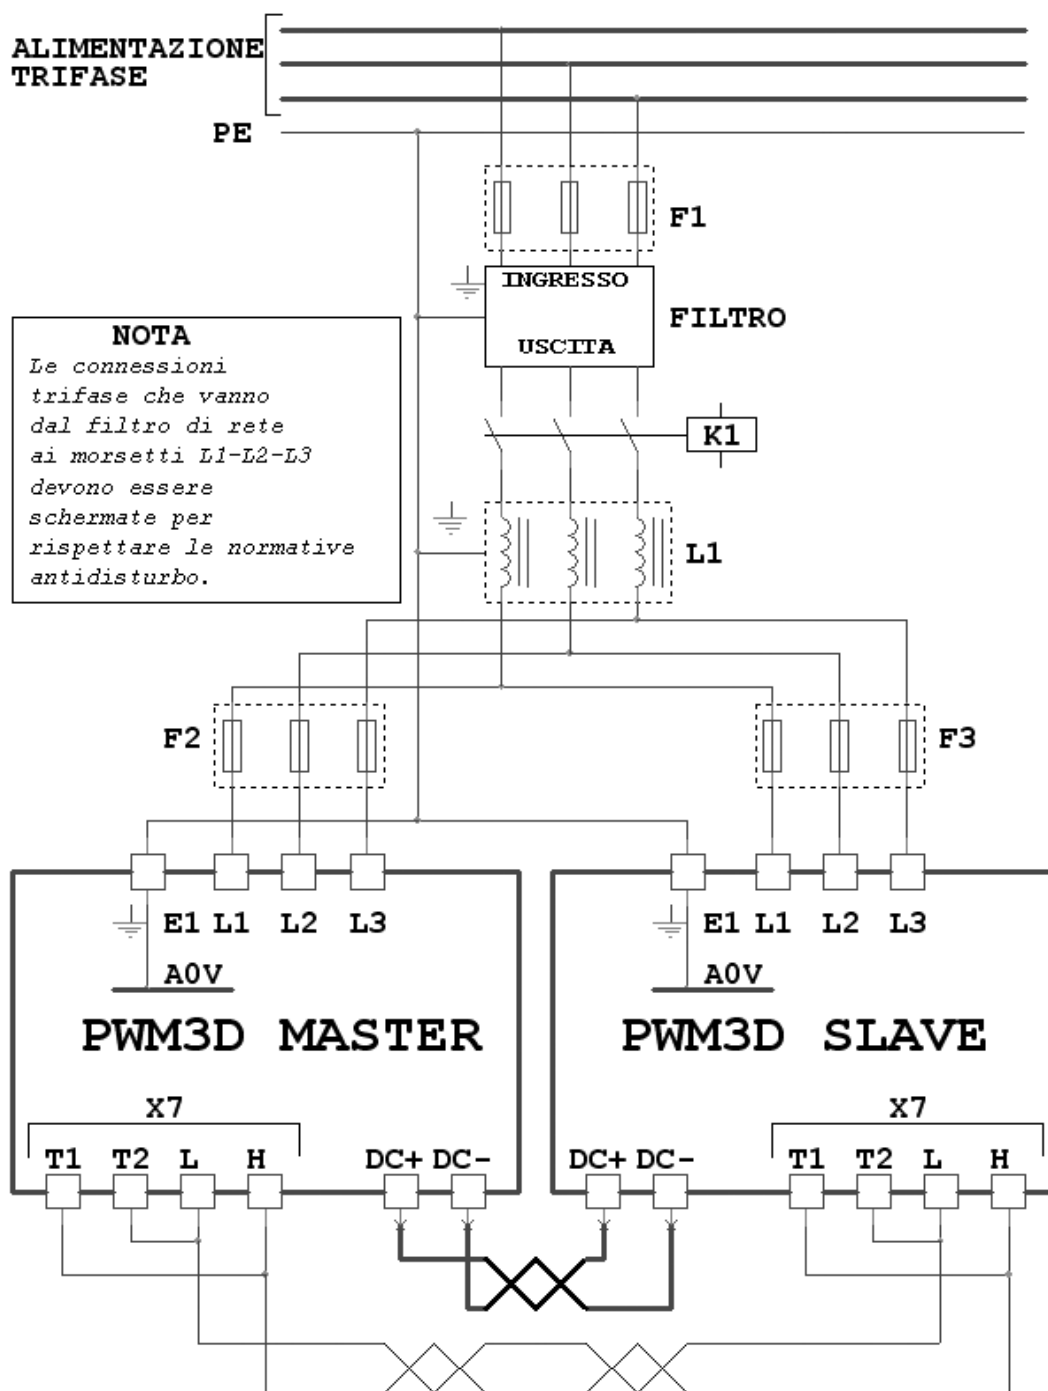 ALIMENTAZIONE
TRIFASE
PE
F1
INGRESSO
FILTRO
USCITA
NOTA
Le connessioni
trifase che vanno
dal filtro di rete
ai morsetti L1-L2-L3
devono essere
schermate per
rispettare le normative
antidisturbo.
K1
L1
F2
F3
E1 L1 L2 L3
E1 L1 L2 L3
A0V
A0V
PWM3D MASTER
PWM3D SLAVE
X7
X7
T1 T2 L H DC+ DC-
DC+ DC- T1 T2 L H